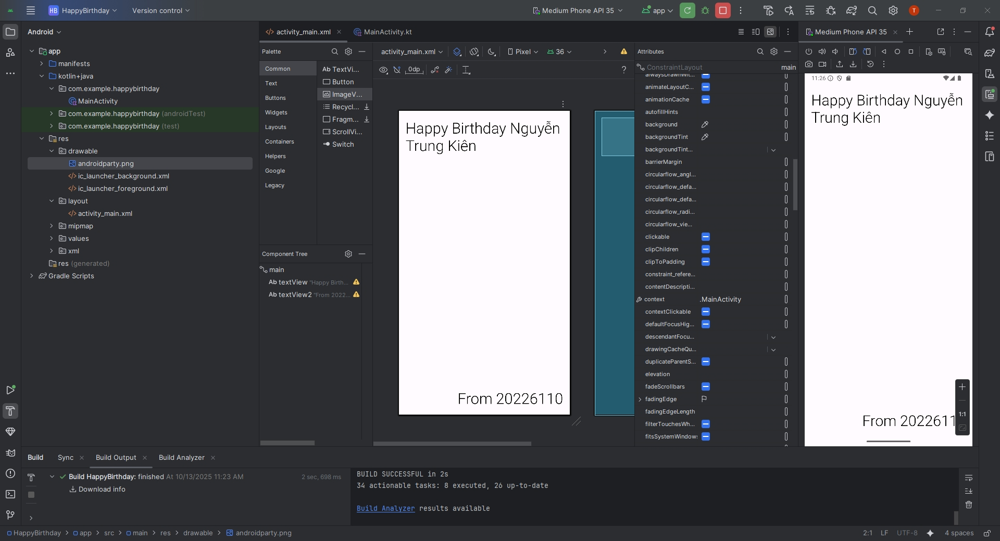 HB HappyBirthday Version control Medium Phone API 35 app T
Android
app
manifests
kotlin+java
com.example.happybirthday
MainActivity
com.example.happybirthday (androidTest)
com.example.happybirthday (test)
res
drawable
androidparty.png
ic_launcher_background.xml
ic_launcher_foreground.xml
layout
activity_main.xml
mipmap
values
xml
res (generated)
Gradle Scripts
activity_main.xml MainActivity.kt
Palette
Common
Text
Buttons
Widgets
Layouts
Containers
Helpers
Google
Legacy
Ab TextVi...
Button
ImageV...
Recycl...
Fragm...
ScrollVi...
Switch
Component Tree
main
Ab textView "Happy Birth...
Ab textView2 "From 2022...
activity_main.xml Pixel 36
0dp ?
Happy Birthday Nguyễn
Trung Kiên
From 20226110
Attributes
ConstraintLayout main
alwaysDrawnWit...
animateLayoutC...
animationCache
autofillHints
background
backgroundTint
backgroundTint...
barrierMargin
circularflow_angl...
circularflow_defa...
circularflow_defa...
circularflow_radi...
circularflow_vie...
clickable
clipChildren
clipToPadding
constraint_refere...
contentDescripti...
context .MainActivity
contextClickable
defaultFocusHig...
descendantFocu...
drawingCacheQu...
duplicateParentS...
elevation
fadeScrollbars
fadingEdge
fadingEdgeLength
filterTouchesWh...
fitsSystemWindow
Medium Phone API 35
11:26
Happy Birthday Nguyễn
Trung Kiên
From 2022611
1:1
Build Sync Build Output Build Analyzer
Build HappyBirthday: finished At 10/13/2025 11:23 AM 2 sec, 698 ms
Download info
BUILD SUCCESSFUL in 2s
34 actionable tasks: 8 executed, 26 up-to-date
Build Analyzer results available
HappyBirthday > app > src > main > res > drawable > androidparty.png
2:1 LF UTF-8 4 spaces